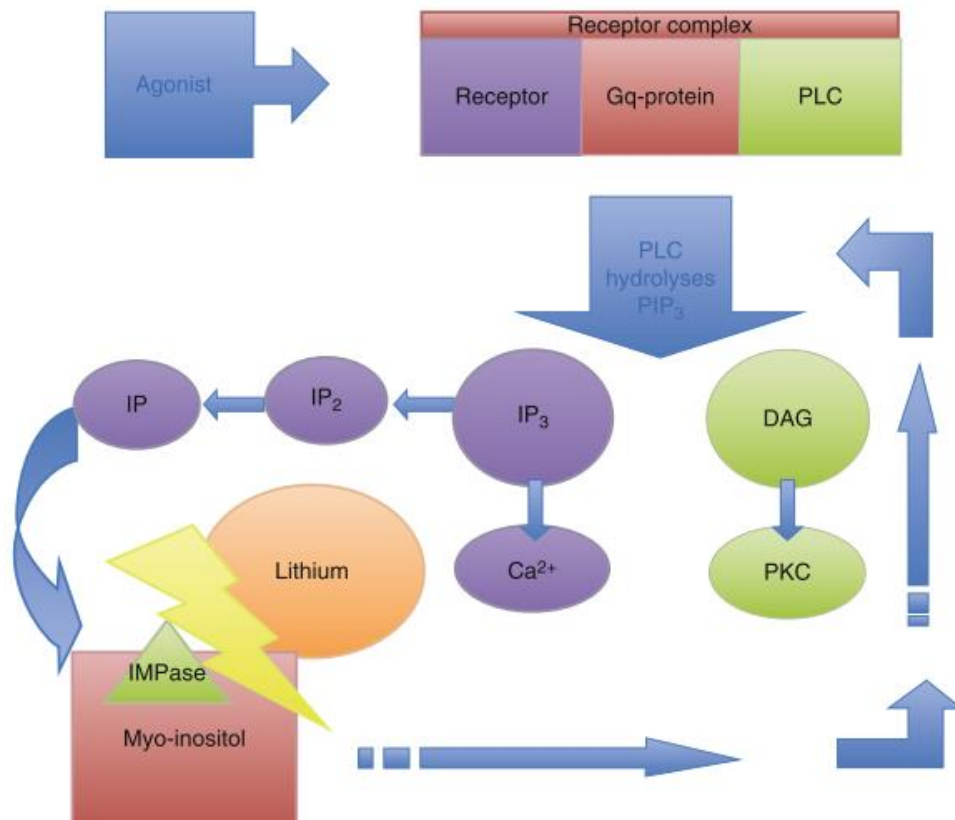 Receptor complex
Agonist
Receptor
Gq-protein
PLC
PLC
hydrolyses
PIP₃
IP
IP₂
IP₃
DAG
Lithium
Ca²⁺
PKC
IMPase
Myo-inositol